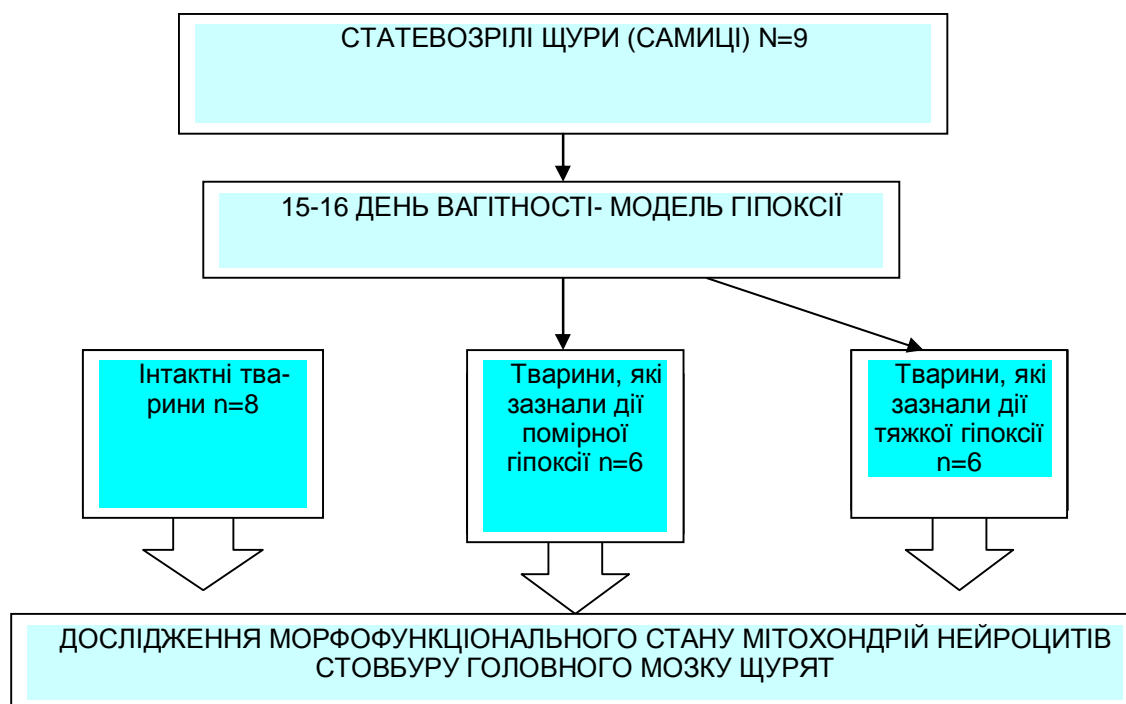 СТАТЕВОЗРІЛІ ЩУРИ (САМИЦІ) N=9
15-16 ДЕНЬ ВАГІТНОСТІ- МОДЕЛЬ ГІПОКСІЇ
Інтактні тва-
рини n=8
Тварини, які
зазнали дії
помірної
гіпоксії n=6
Тварини, які
зазнали дії
тяжкої гіпоксії
n=6
ДОСЛІДЖЕННЯ МОРФОФУНКЦІОНАЛЬНОГО СТАНУ МІТОХОНДРІЙ НЕЙРОЦИТІВ
СТОВБУРУ ГОЛОВНОГО МОЗКУ ЩУРЯТ